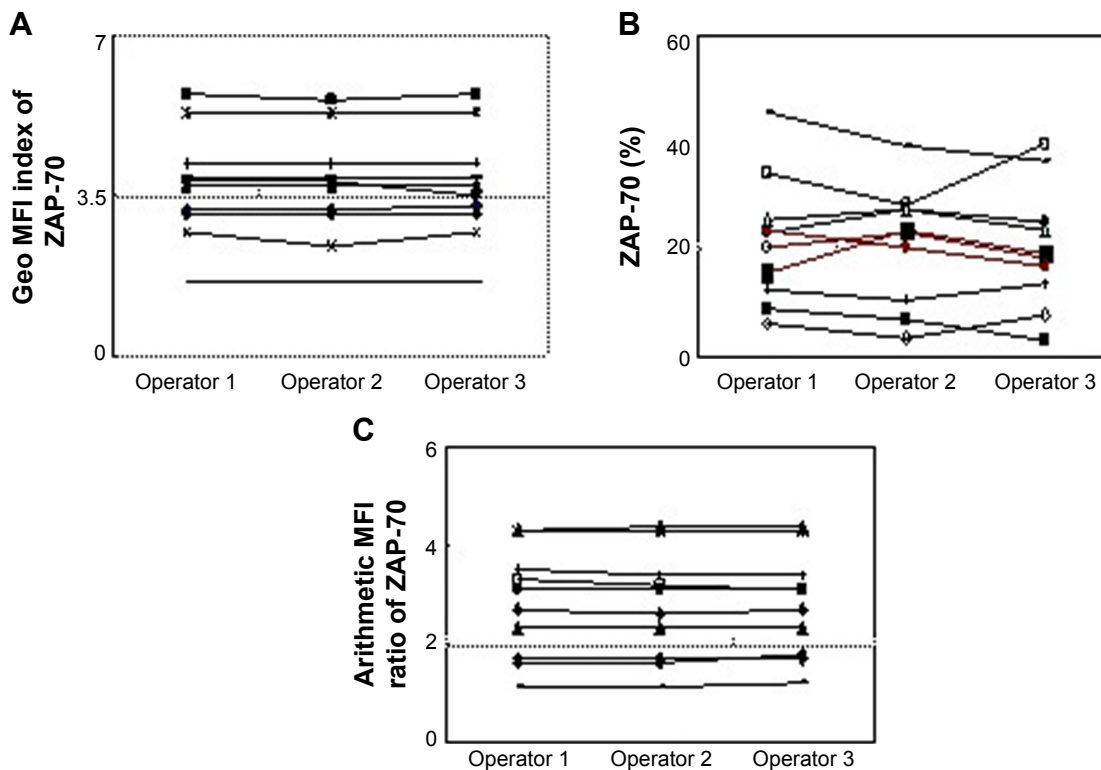 A
7
3.5
0
Geo MFI index of
ZAP-70
Operator 1 Operator 2 Operator 3
B
60
40
20
0
ZAP-70 (%)
Operator 1 Operator 2 Operator 3
C
6
4
2
0
Arithmetic MFI
ratio of ZAP-70
Operator 1 Operator 2 Operator 3